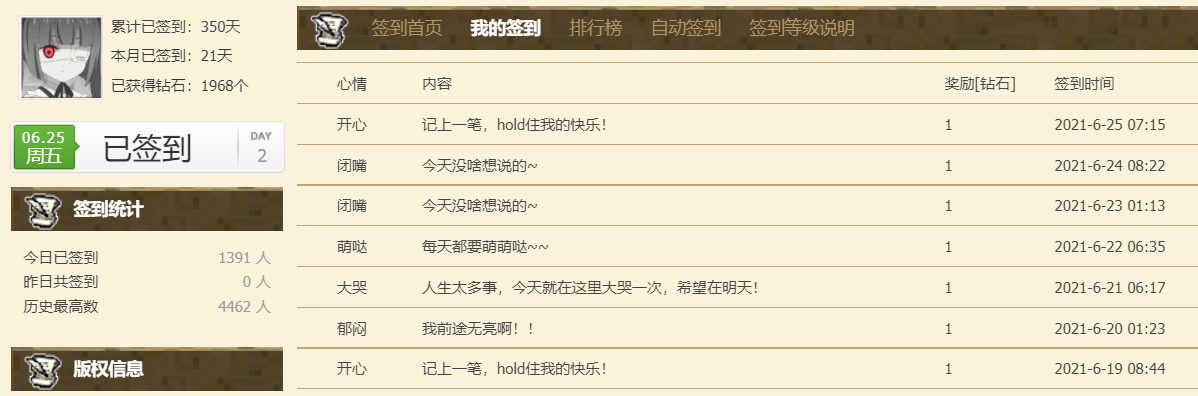 累计已签到：350天
本月已签到：21天
已获得钻石：1968个
06.25
周五
已签到
DAY
2
签到统计
今日已签到 1391 人
昨日共签到 0 人
历史最高数 4462 人
版权信息
签到首页 我的签到 排行榜 自动签到 签到等级说明
心情 内容 奖励[钻石] 签到时间
开心 记上一笔，hold住我的快乐！ 1 2021-6-25 07:15
闭嘴 今天没啥想说的~ 1 2021-6-24 08:22
闭嘴 今天没啥想说的~ 1 2021-6-23 01:13
萌哒 每天都要萌萌哒~~ 1 2021-6-22 06:35
大哭 人生太多事，今天就在这里大哭一次，希望在明天！ 1 2021-6-21 06:17
郁闷 我前途无亮啊！！ 1 2021-6-20 01:23
开心 记上一笔，hold住我的快乐！ 1 2021-6-19 08:44